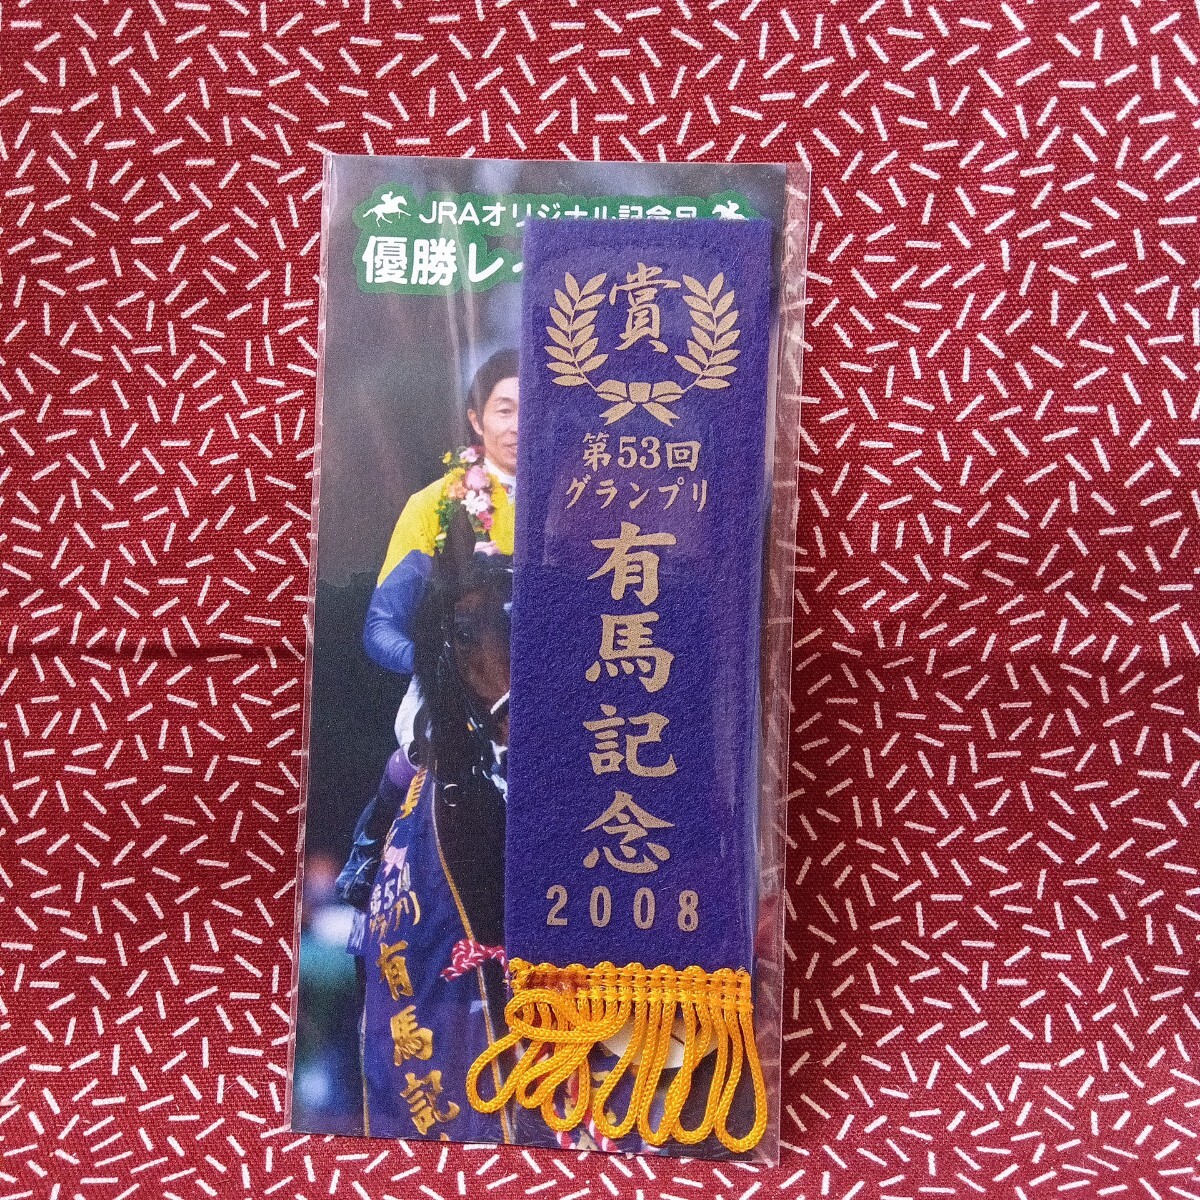 JRAオリジナル記念品
優勝レイ
賞
第53回
グランプリ
有馬記念
2008
有馬記